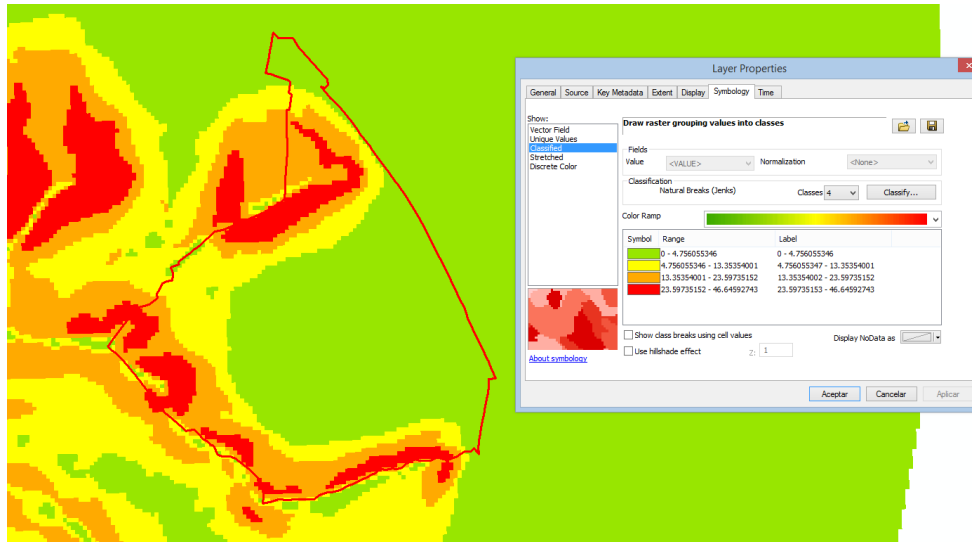 Layer Properties
General Source Key Metadata Extent Display Symbology Time
Show:
Vector Field
Unique Values
Classified
Stretched
Discrete Color
Draw raster grouping values into classes
Fields
Value <VALUE> Normalization <None>
Classification
Natural Breaks (Jenks) Classes 4 Classify...
Color Ramp
Symbol Range Label
0 - 4.756055346 0 - 4.756055346
4.756055346 - 13.35354001 4.756055347 - 13.35354001
13.35354001 - 23.59735152 13.35354002 - 23.59735152
23.59735152 - 46.64592743 23.59735153 - 46.64592743
Show class breaks using cell values Display NoData as
Use hillshade effect Z: 1
About symbology
Aceptar Cancelar Aplicar